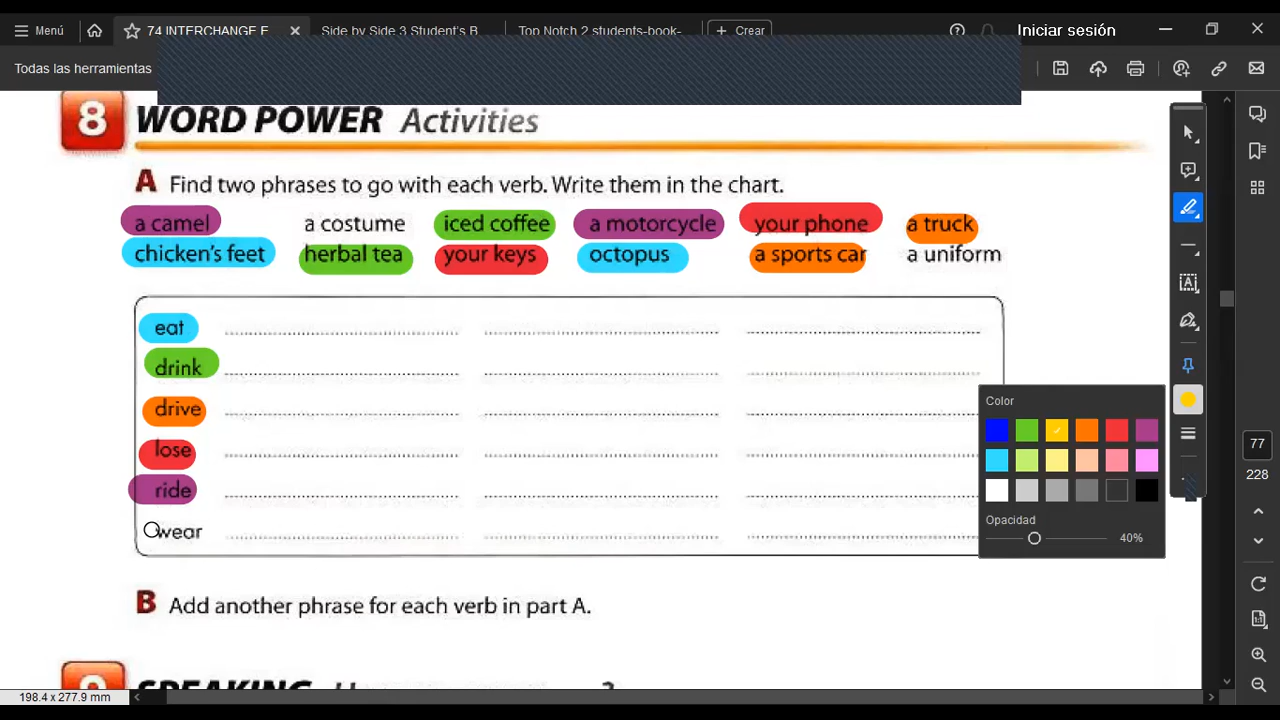 Menú
74 INTERCHANGE F
Side by Side 3 Student's B
Top Notch 2 students-book-
Crear
Iniciar sesión
Todas las herramientas
8 WORD POWER Activities
A Find two phrases to go with each verb. Write them in the chart.
a camel a costume iced coffee a motorcycle your phone a truck
chicken's feet herbal tea your keys octopus a sports car a uniform
eat
drink
drive
lose
ride
wear
Color
Opacidad
40%
77
228
B Add another phrase for each verb in part A.
SPEAKING
198.4 x 277.9 mm